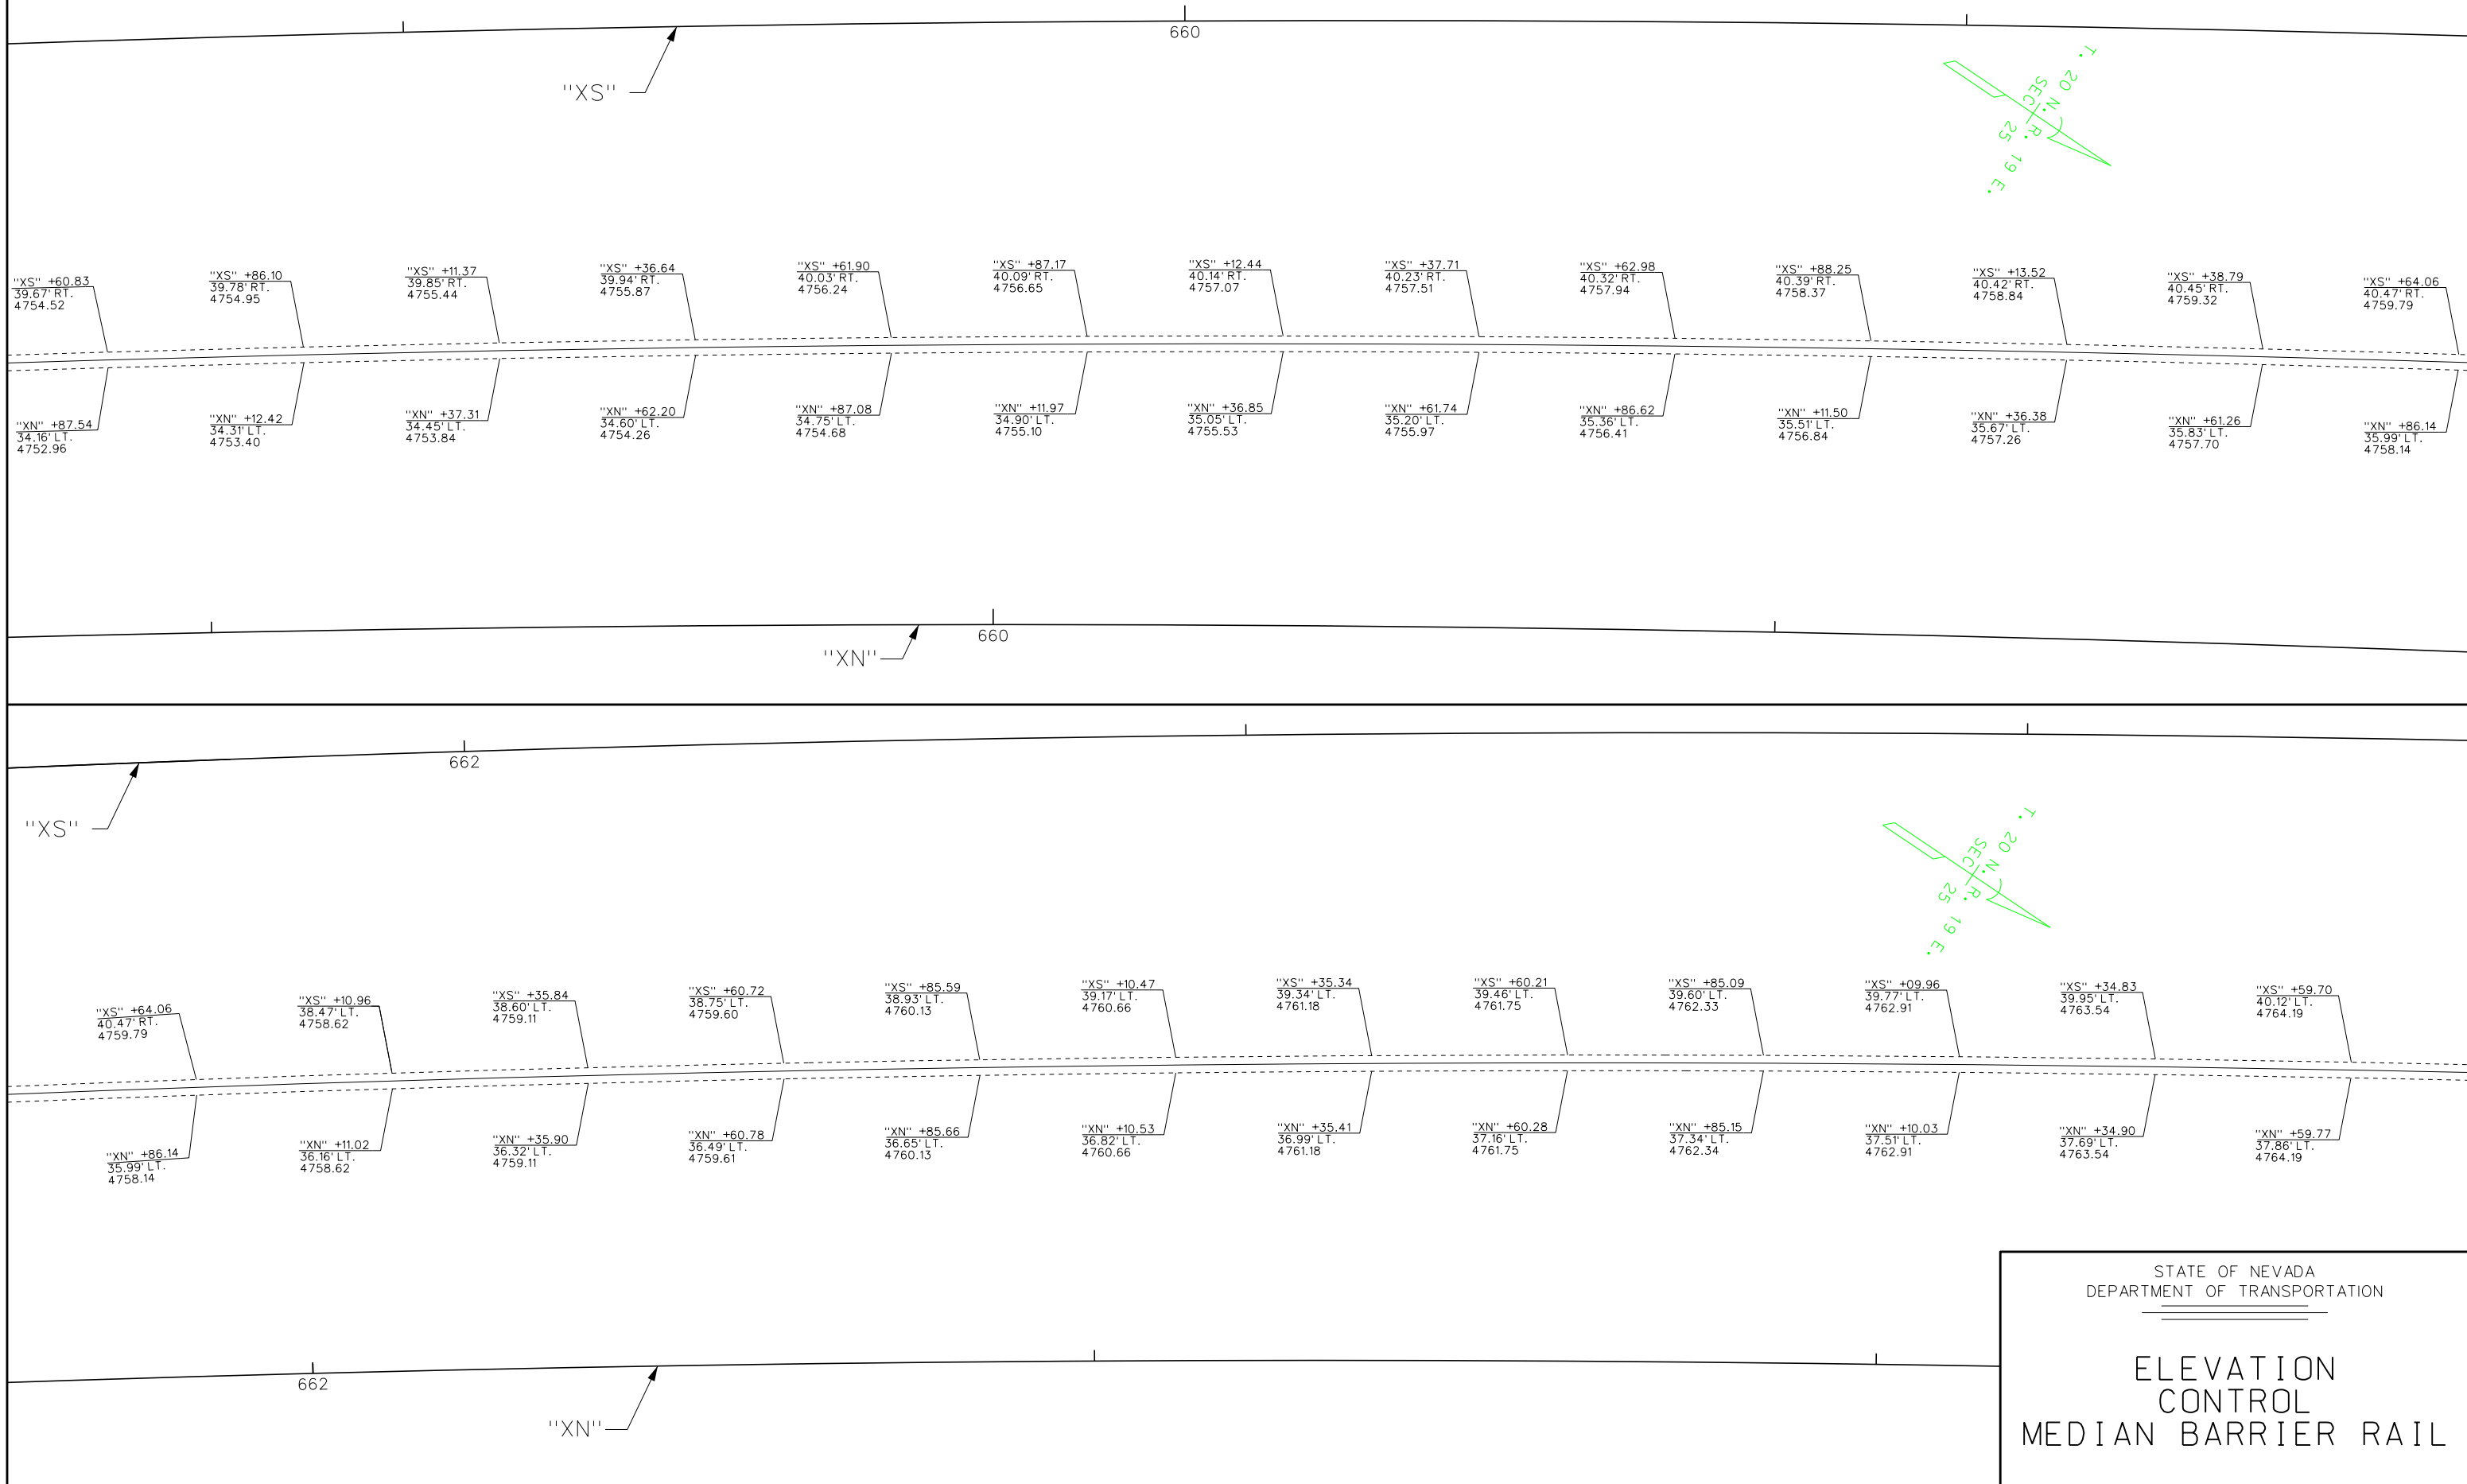 660
"XS"
T. 20 N. R. 19 E.
SEC 25
"XS" +60.83
39.67' RT.
4754.52
"XS" +86.10
39.78' RT.
4754.95
"XS" +11.37
39.85' RT.
4755.44
"XS" +36.64
39.94' RT.
4755.87
"XS" +61.90
40.03' RT.
4756.24
"XS" +87.17
40.09' RT.
4756.65
"XS" +12.44
40.14' RT.
4757.07
"XS" +37.71
40.23' RT.
4757.51
"XS" +62.98
40.32' RT.
4757.94
"XS" +88.25
40.39' RT.
4758.37
"XS" +13.52
40.42' RT.
4758.84
"XS" +38.79
40.45' RT.
4759.32
"XS" +64.06
40.47' RT.
4759.79
"XN" +87.54
34.16' LT.
4752.96
"XN" +12.42
34.31' LT.
4753.40
"XN" +37.31
34.45' LT.
4753.84
"XN" +62.20
34.60' LT.
4754.26
"XN" +87.08
34.75' LT.
4754.68
"XN" +11.97
34.90' LT.
4755.10
"XN" +36.85
35.05' LT.
4755.53
"XN" +61.74
35.20' LT.
4755.97
"XN" +86.62
35.36' LT.
4756.41
"XN" +11.50
35.51' LT.
4756.84
"XN" +36.38
35.67' LT.
4757.26
"XN" +61.26
35.83' LT.
4757.70
"XN" +86.14
35.99' LT.
4758.14
660
"XN"
662
"XS"
T. 20 N. R. 19 E.
SEC 25
"XS" +64.06
40.47' RT.
4759.79
"XS" +10.96
38.47' LT.
4758.62
"XS" +35.84
38.60' LT.
4759.11
"XS" +60.72
38.75' LT.
4759.60
"XS" +85.59
38.93' LT.
4760.13
"XS" +10.47
39.17' LT.
4760.66
"XS" +35.34
39.34' LT.
4761.18
"XS" +60.21
39.46' LT.
4761.75
"XS" +85.09
39.60' LT.
4762.33
"XS" +09.96
39.77' LT.
4762.91
"XS" +34.83
39.95' LT.
4763.54
"XS" +59.70
40.12' LT.
4764.19
"XN" +86.14
35.99' LT.
4758.14
"XN" +11.02
36.16' LT.
4758.62
"XN" +35.90
36.32' LT.
4759.11
"XN" +60.78
36.49' LT.
4759.61
"XN" +85.66
36.65' LT.
4760.13
"XN" +10.53
36.82' LT.
4760.66
"XN" +35.41
36.99' LT.
4761.18
"XN" +60.28
37.16' LT.
4761.75
"XN" +85.15
37.34' LT.
4762.34
"XN" +10.03
37.51' LT.
4762.91
"XN" +34.90
37.69' LT.
4763.54
"XN" +59.77
37.86' LT.
4764.19
662
"XN"
STATE OF NEVADA
DEPARTMENT OF TRANSPORTATION
ELEVATION
CONTROL
MEDIAN BARRIER RAIL